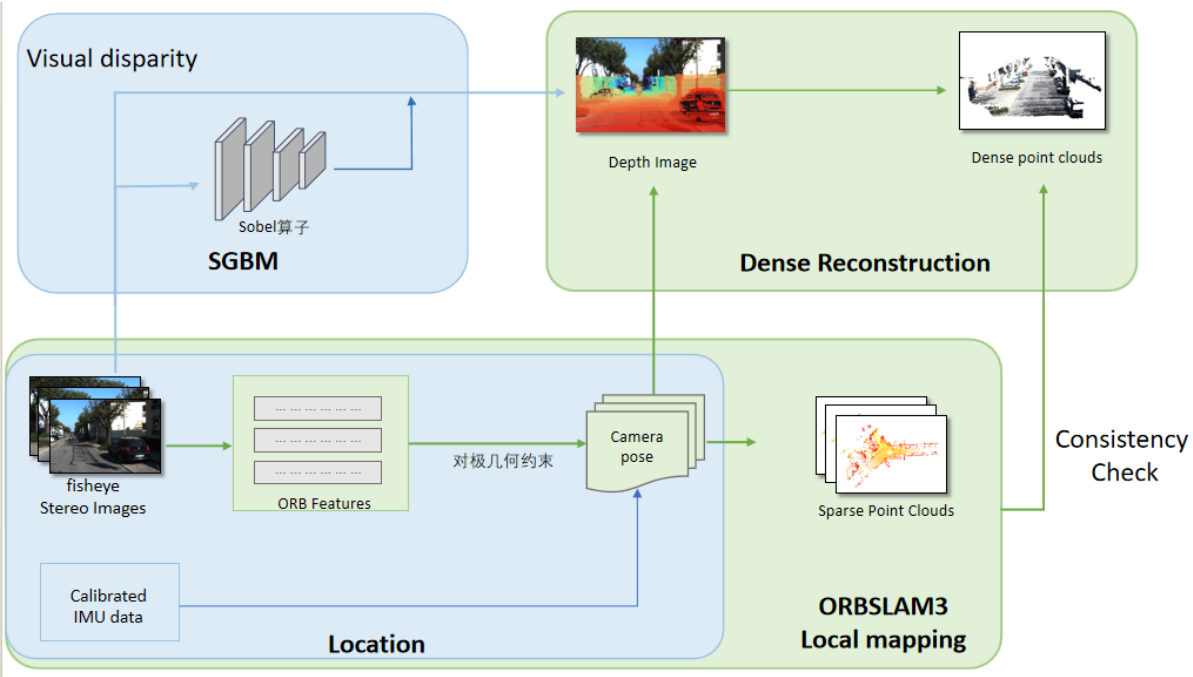 Visual disparity
Sobel算子
SGBM
Depth Image
Dense point clouds
Dense Reconstruction
fisheye
Stereo Images
... ... ... ... ... ...
... ... ... ... ... ...
... ... ... ... ... ...
ORB Features
对极几何约束
Camera
pose
Sparse Point Clouds
Consistency
Check
Calibrated
IMU data
Location
ORBSLAM3
Local mapping